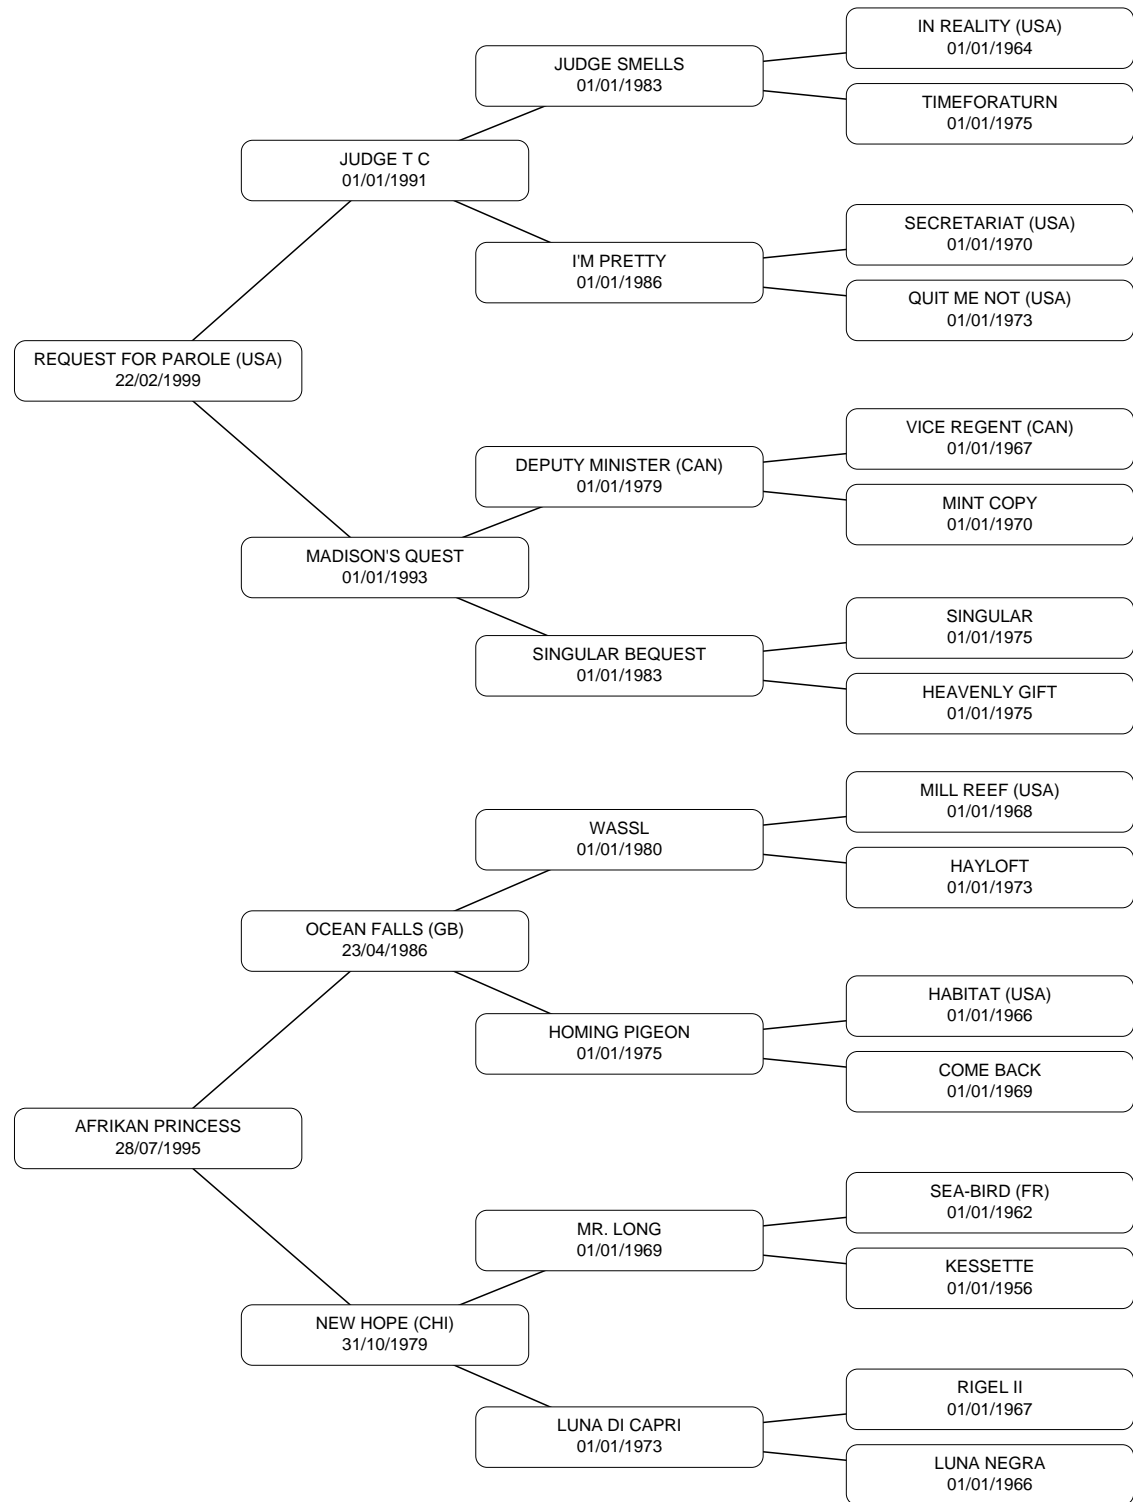 IN REALITY (USA)
01/01/1964
JUDGE SMELLS
01/01/1983
TIMEFORATURN
01/01/1975
JUDGE T C
01/01/1991
SECRETARIAT (USA)
01/01/1970
I'M PRETTY
01/01/1986
QUIT ME NOT (USA)
01/01/1973
REQUEST FOR PAROLE (USA)
22/02/1999
VICE REGENT (CAN)
01/01/1967
DEPUTY MINISTER (CAN)
01/01/1979
MINT COPY
01/01/1970
MADISON'S QUEST
01/01/1993
SINGULAR
01/01/1975
SINGULAR BEQUEST
01/01/1983
HEAVENLY GIFT
01/01/1975
MILL REEF (USA)
01/01/1968
WASSL
01/01/1980
HAYLOFT
01/01/1973
OCEAN FALLS (GB)
23/04/1986
HABITAT (USA)
01/01/1966
HOMING PIGEON
01/01/1975
COME BACK
01/01/1969
AFRIKAN PRINCESS
28/07/1995
SEA-BIRD (FR)
01/01/1962
MR. LONG
01/01/1969
KESSETTE
01/01/1956
NEW HOPE (CHI)
31/10/1979
RIGEL II
01/01/1967
LUNA DI CAPRI
01/01/1973
LUNA NEGRA
01/01/1966